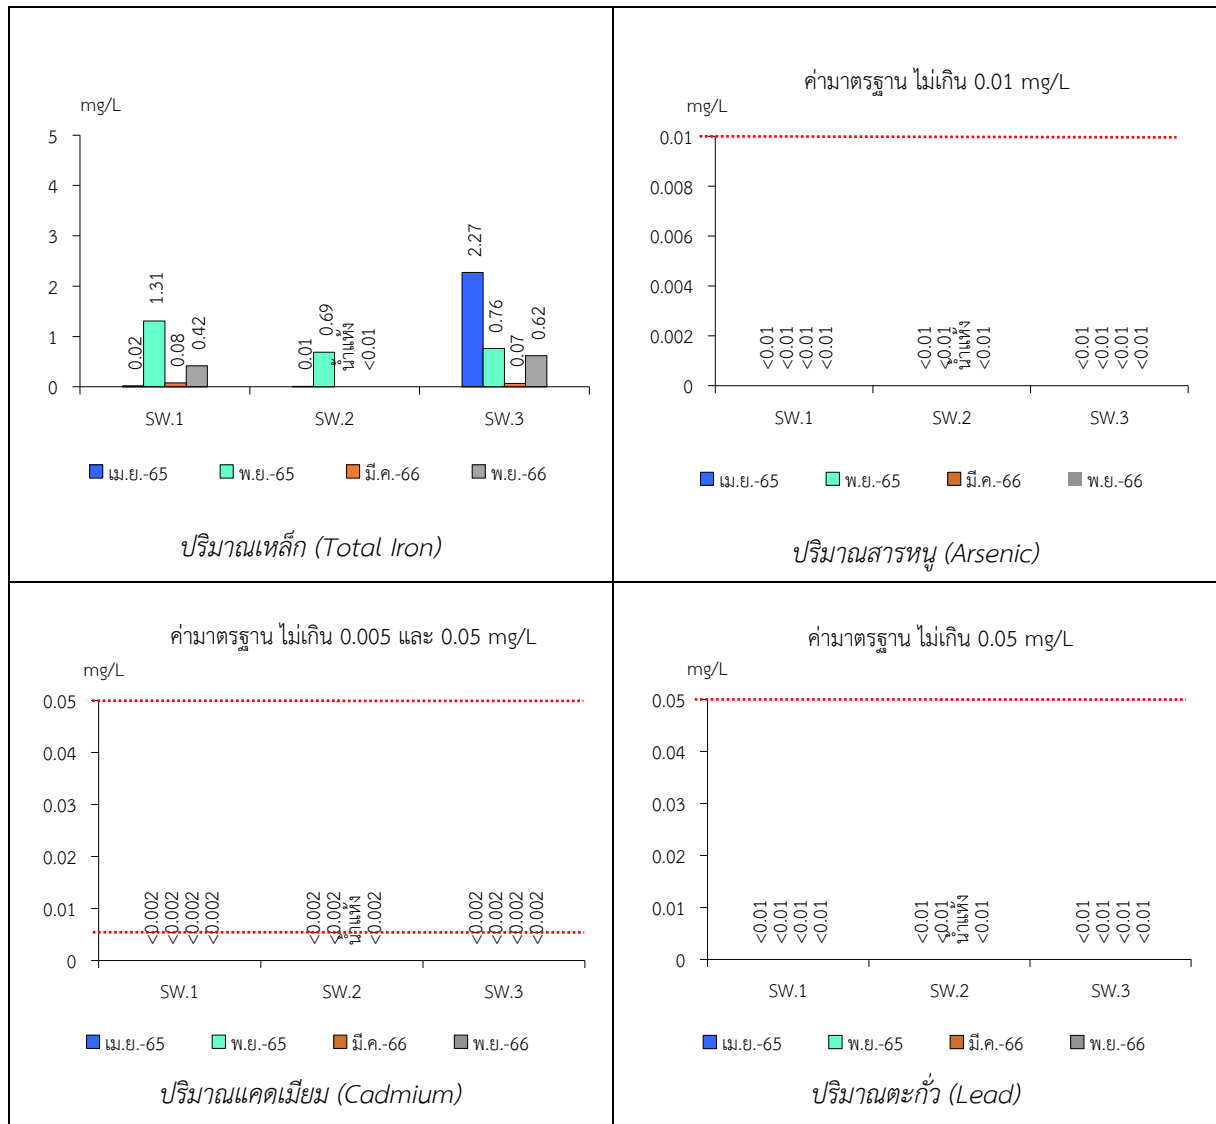 mg/L
5
4
3
2
1
0
0.02
1.31
0.08
0.42
0.01
0.69
น้ำแห้ง
<0.01
2.27
0.76
0.07
0.62
SW.1 SW.2 SW.3
เม.ย.-65 พ.ย.-65 มี.ค.-66 พ.ย.-66
ปริมาณเหล็ก (Total Iron)
ค่ามาตรฐาน ไม่เกิน 0.01 mg/L
mg/L
0.01
0.008
0.006
0.004
0.002
0
<0.01
<0.01
<0.01
<0.01
<0.01
<0.01
น้ำแห้ง
<0.01
<0.01
<0.01
<0.01
<0.01
SW.1 SW.2 SW.3
เม.ย.-65 พ.ย.-65 มี.ค.-66 พ.ย.-66
ปริมาณสารหนู (Arsenic)
ค่ามาตรฐาน ไม่เกิน 0.005 และ 0.05 mg/L
mg/L
0.05
0.04
0.03
0.02
0.01
0
<0.002
<0.002
<0.002
<0.002
<0.002
<0.002
น้ำแห้ง
<0.002
<0.002
<0.002
<0.002
<0.002
SW.1 SW.2 SW.3
เม.ย.-65 พ.ย.-65 มี.ค.-66 พ.ย.-66
ปริมาณแคดเมียม (Cadmium)
ค่ามาตรฐาน ไม่เกิน 0.05 mg/L
mg/L
0.05
0.04
0.03
0.02
0.01
0
<0.01
<0.01
<0.01
<0.01
<0.01
<0.01
น้ำแห้ง
<0.01
<0.01
<0.01
<0.01
<0.01
SW.1 SW.2 SW.3
เม.ย.-65 พ.ย.-65 มี.ค.-66 พ.ย.-66
ปริมาณตะกั่ว (Lead)